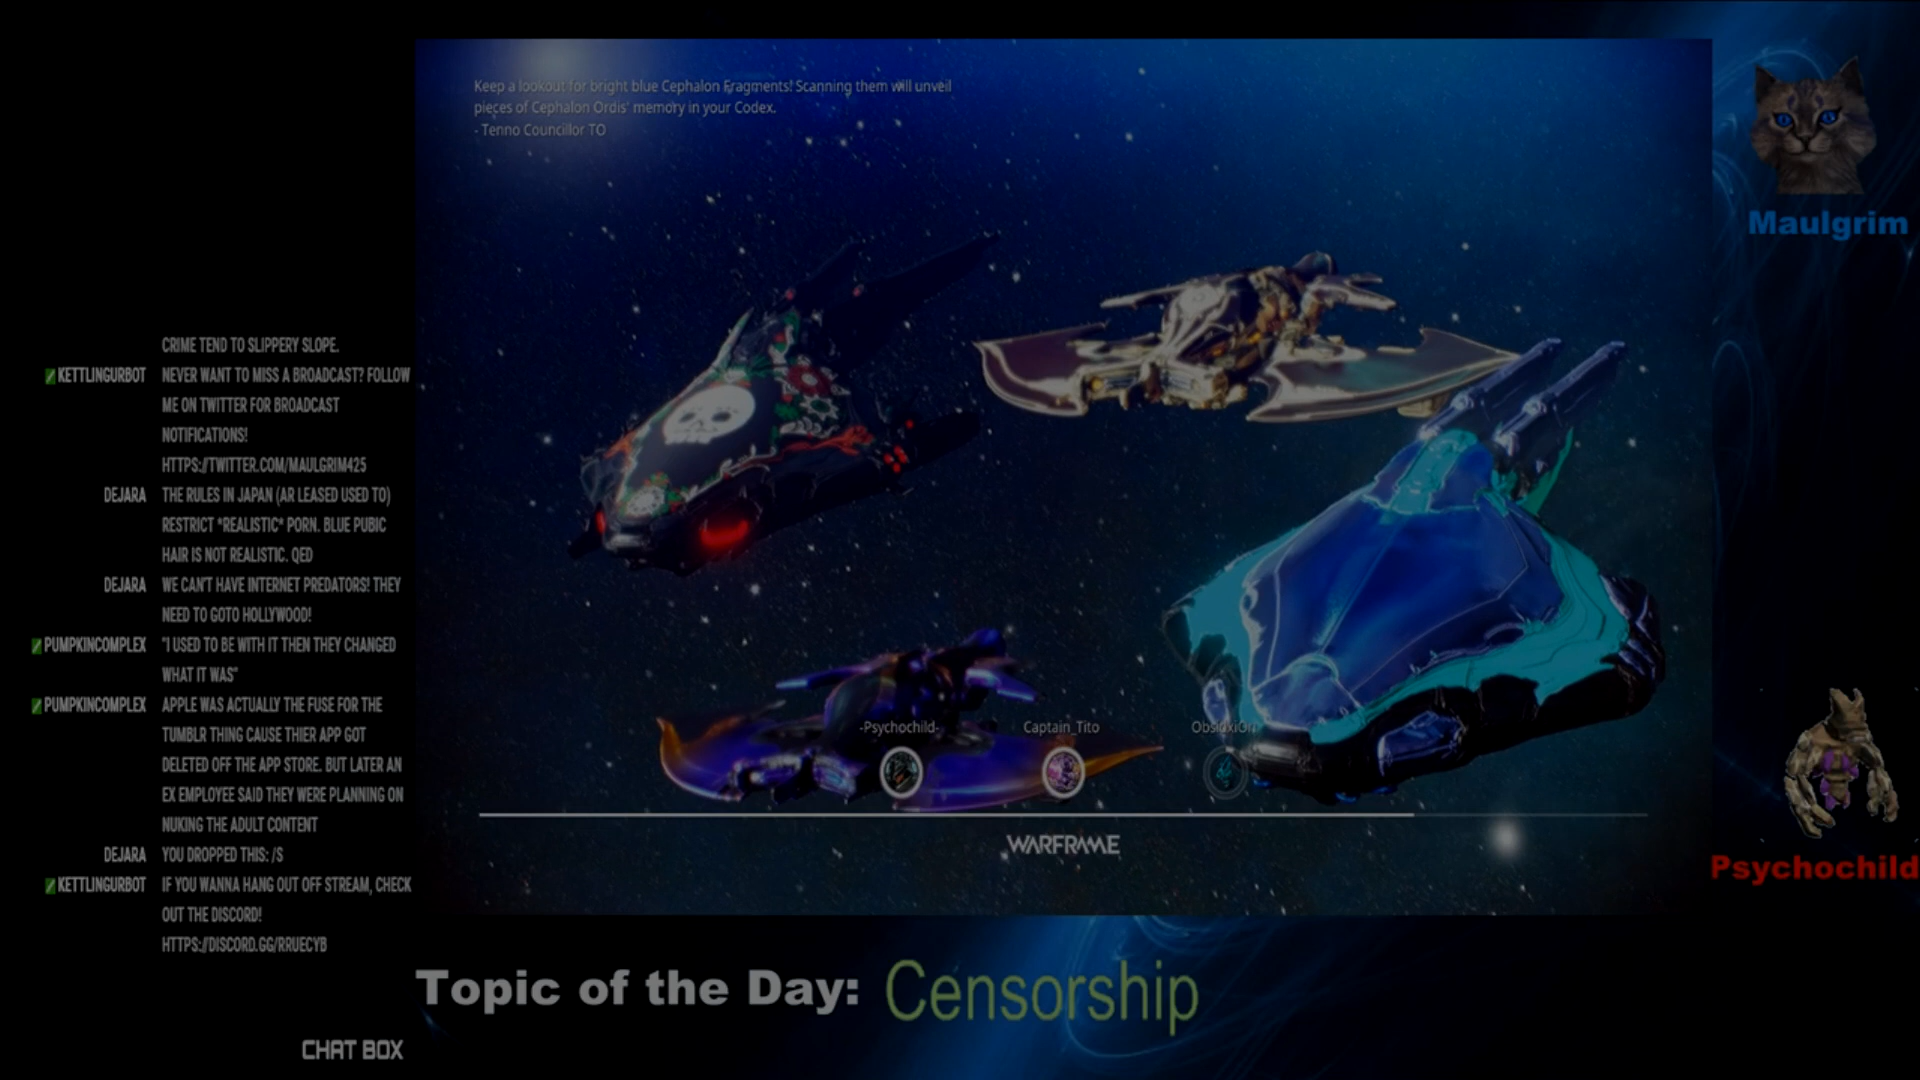 Keep a lookout for bright blue Cephalon Fragments! Scanning them will unveil
pieces of Cephalon Ordis' memory in your Codex.
- Tenno Councillor TO
Maulgrim
CRIME TEND TO SLIPPERY SLOPE.
KETTLINGURBOT NEVER WANT TO MISS A BROADCAST? FOLLOW
ME ON TWITTER FOR BROADCAST
NOTIFICATIONS!
HTTPS://TWITTER.COM/MAULGRIM425
DEJARA THE RULES IN JAPAN (AR LEASED USED TO)
RESTRICT *REALISTIC* PORN. BLUE PUBIC
HAIR IS NOT REALISTIC. QED
DEJARA WE CAN'T HAVE INTERNET PREDATORS! THEY
NEED TO GOTO HOLLYWOOD!
PUMPKINCOMPLEX "I USED TO BE WITH IT THEN THEY CHANGED
WHAT IT WAS"
PUMPKINCOMPLEX APPLE WAS ACTUALLY THE FUSE FOR THE
TUMBLR THING CAUSE THIER APP GOT
DELETED OFF THE APP STORE. BUT LATER AN
EX EMPLOYEE SAID THEY WERE PLANNING ON
NUKING THE ADULT CONTENT
DEJARA YOU DROPPED THIS: /S
KETTLINGURBOT IF YOU WANNA HANG OUT OFF STREAM, CHECK
OUT THE DISCORD!
HTTPS://DISCORD.GG/RRUECYB
-Psychochild- Captain_Tito
WARFRAME
Psychochild
Topic of the Day: Censorship
CHAT BOX